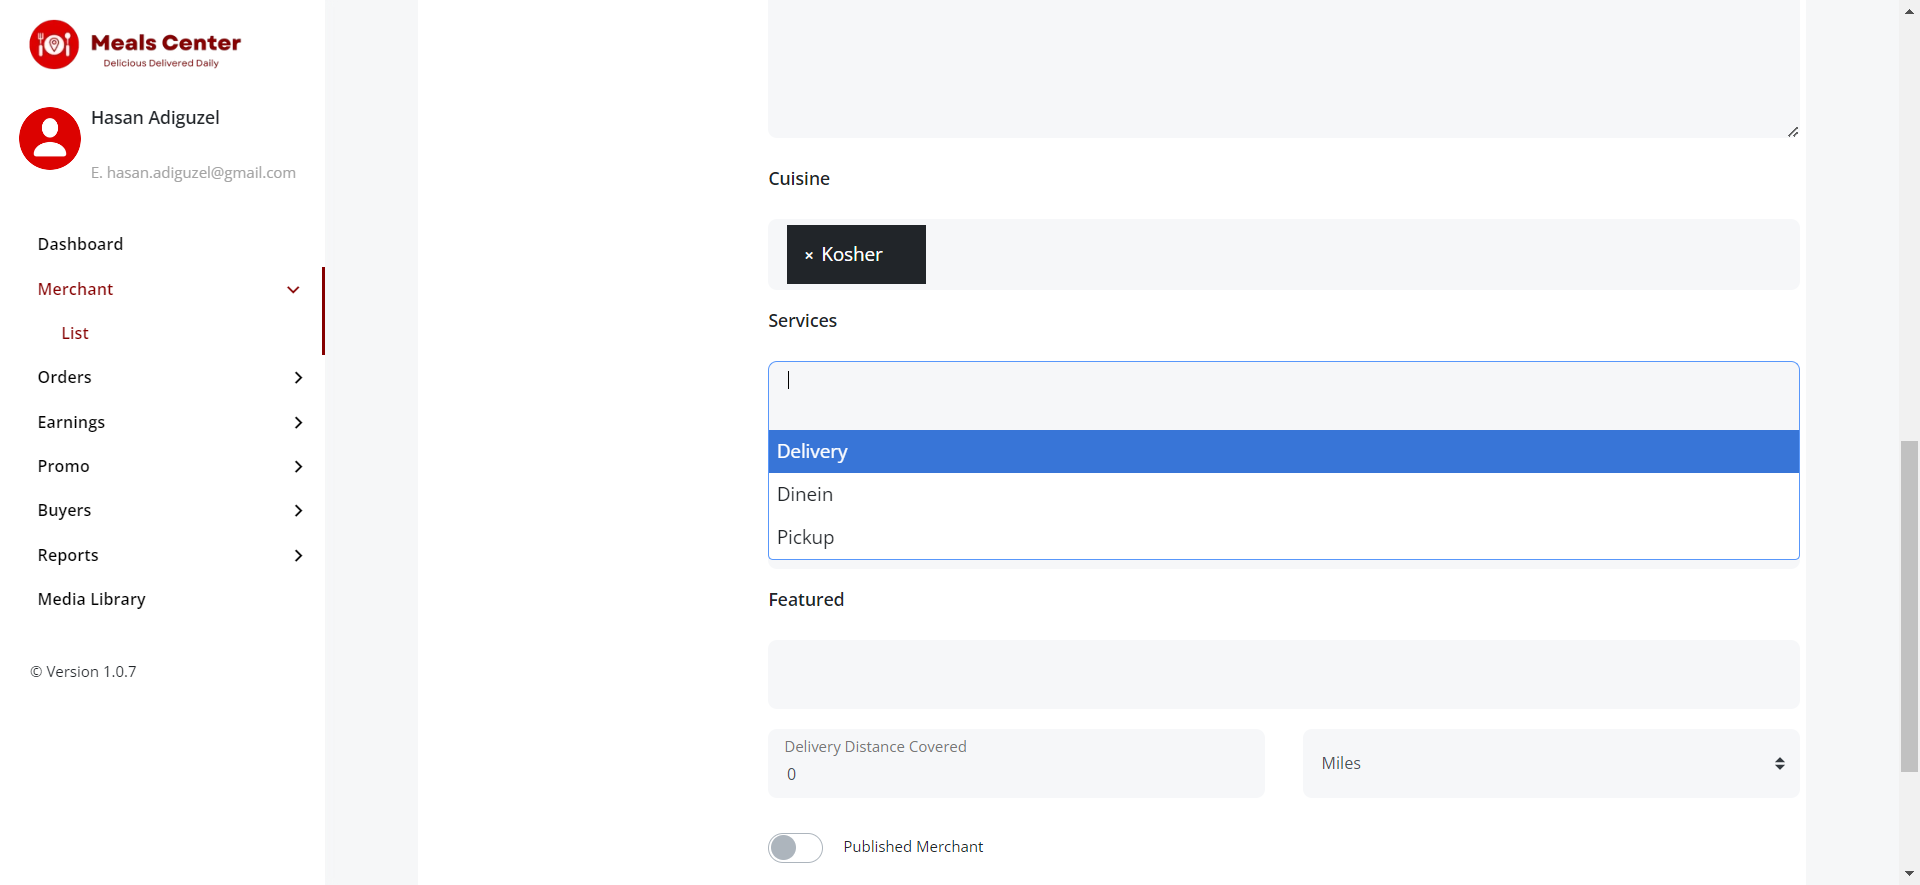 Meals Center
Delicious Delivered Daily
Hasan Adiguzel
E. hasan.adiguzel@gmail.com
Dashboard
Merchant
List
Orders
Earnings
Promo
Buyers
Reports
Media Library
© Version 1.0.7
Cuisine
× Kosher
Services
Delivery
Dinein
Pickup
Featured
Delivery Distance Covered
0
Miles
Published Merchant